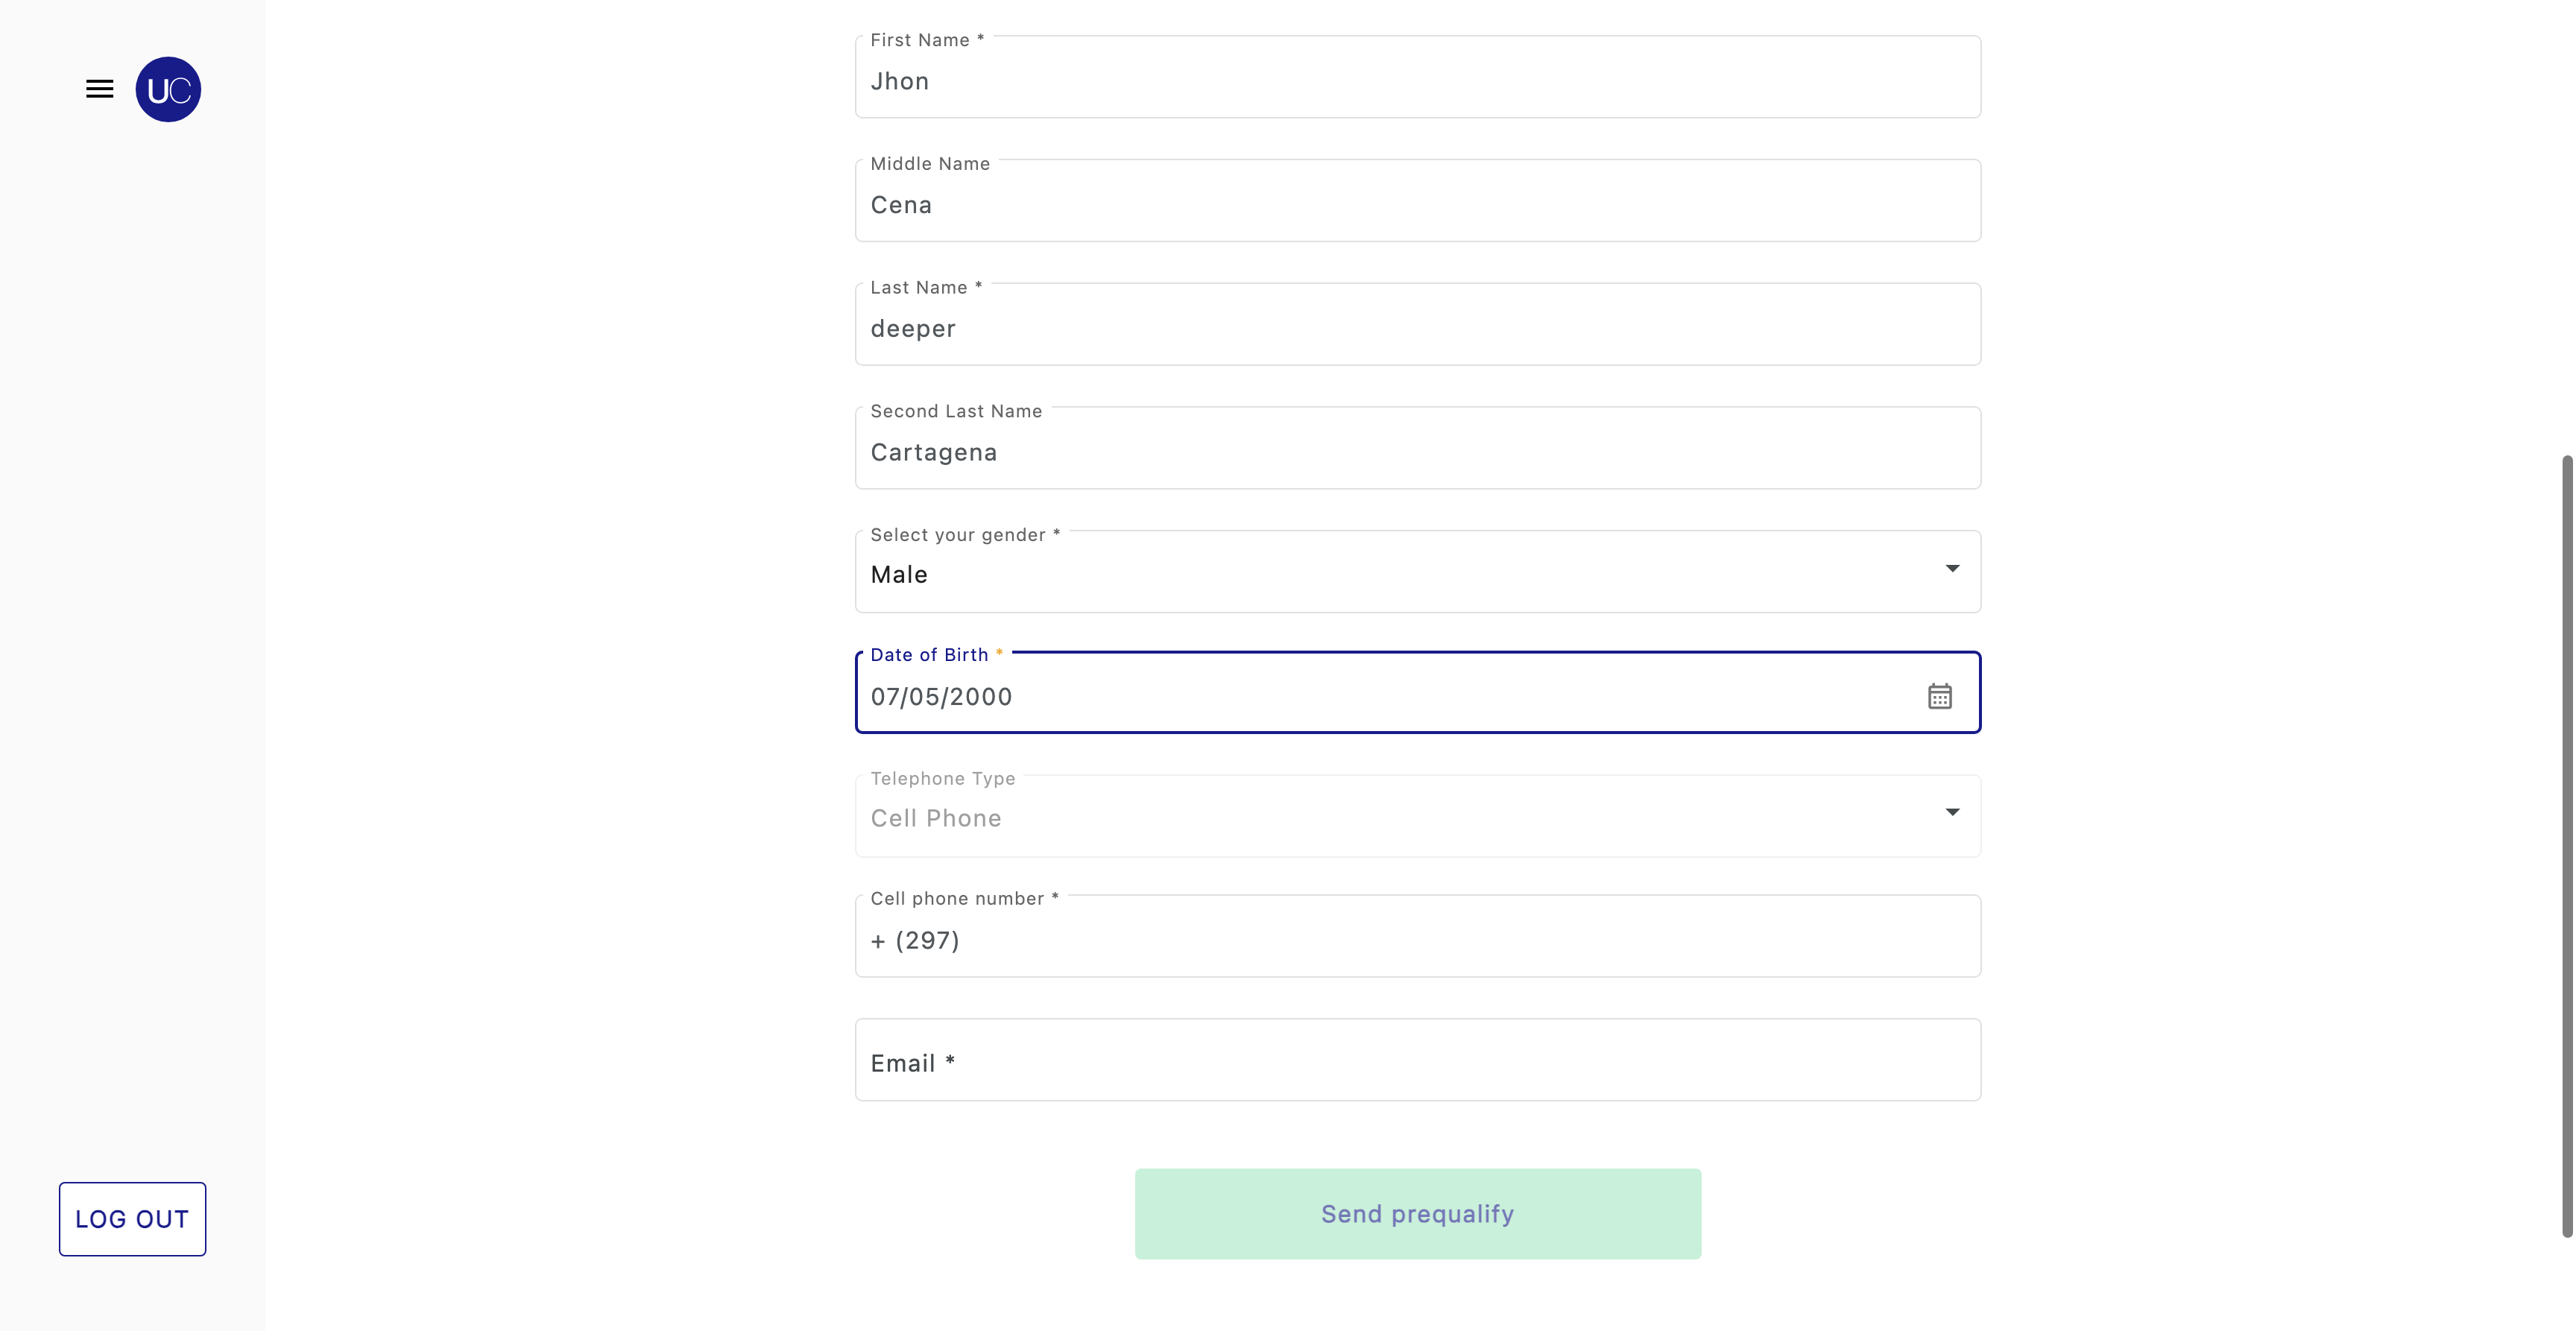 UC
First Name *
Jhon
Middle Name
Cena
Last Name *
deeper
Second Last Name
Cartagena
Select your gender *
Male
Date of Birth *
07/05/2000
Telephone Type
Cell Phone
Cell phone number *
+ (297)
Email *
Send prequalify
LOG OUT